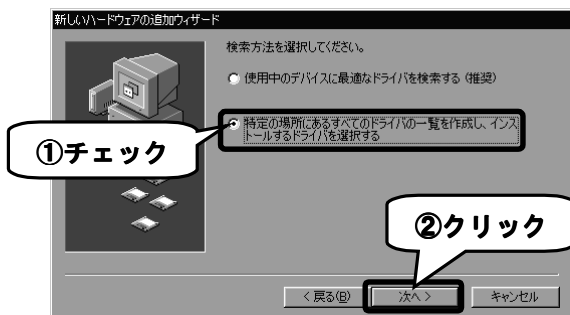 新しいハードウェアの追加ウィザード
検索方法を選択してください。
使用中のデバイスに最適なドライバを検索する (推奨)
特定の場所にあるすべてのドライバの一覧を作成し、インス
トールするドライバを選択する
①チェック
②クリック
< 戻る(B)
次へ >
キャンセル